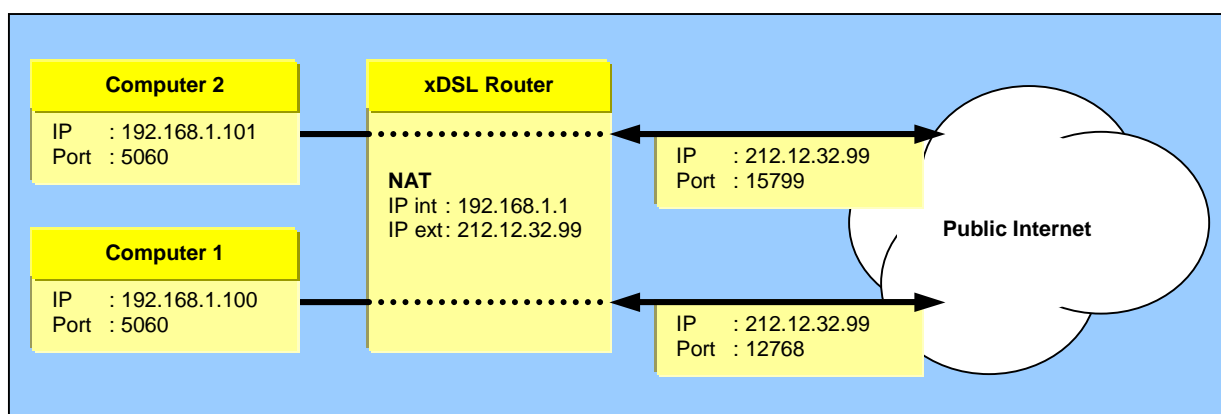 Computer 2
IP : 192.168.1.101
Port : 5060
xDSL Router
NAT
IP int : 192.168.1.1
IP ext : 212.12.32.99
IP : 212.12.32.99
Port : 15799
Public Internet
Computer 1
IP : 192.168.1.100
Port : 5060
IP : 212.12.32.99
Port : 12768